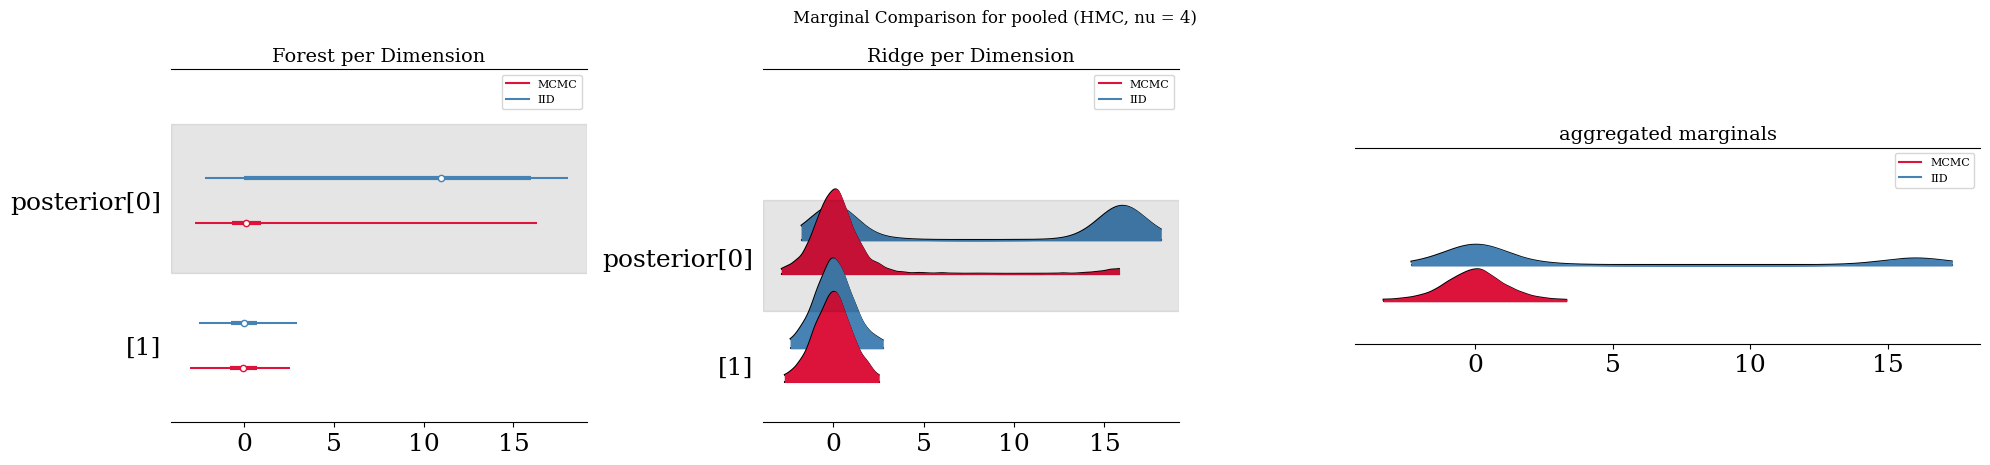 Marginal Comparison for pooled (HMC, nu = 4)
Forest per Dimension
MCMC
IID
posterior[0]
[1]
0 5 10 15
Ridge per Dimension
MCMC
IID
posterior[0]
[1]
0 5 10 15
aggregated marginals
MCMC
IID
0 5 10 15